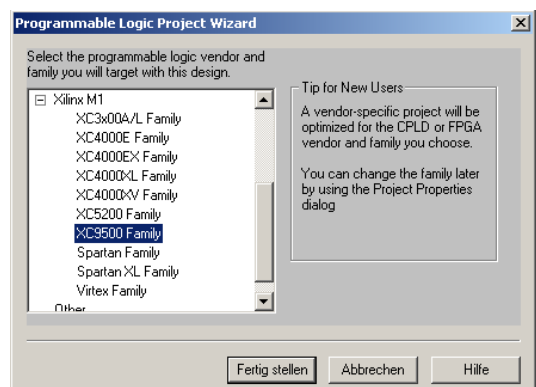 Programmable Logic Project Wizard
Select the programmable logic vendor and
family you will target with this design.
Xilinx M1
XC3x00A/L Family
XC4000E Family
XC4000EX Family
XC4000XL Family
XC4000XV Family
XC5200 Family
XC9500 Family
Spartan Family
Spartan XL Family
Virtex Family
Other
Tip for New Users
A vendor-specific project will be
optimized for the CPLD or FPGA
vendor and family you choose.
You can change the family later
by using the Project Properties
dialog
Fertig stellen
Abbrechen
Hilfe